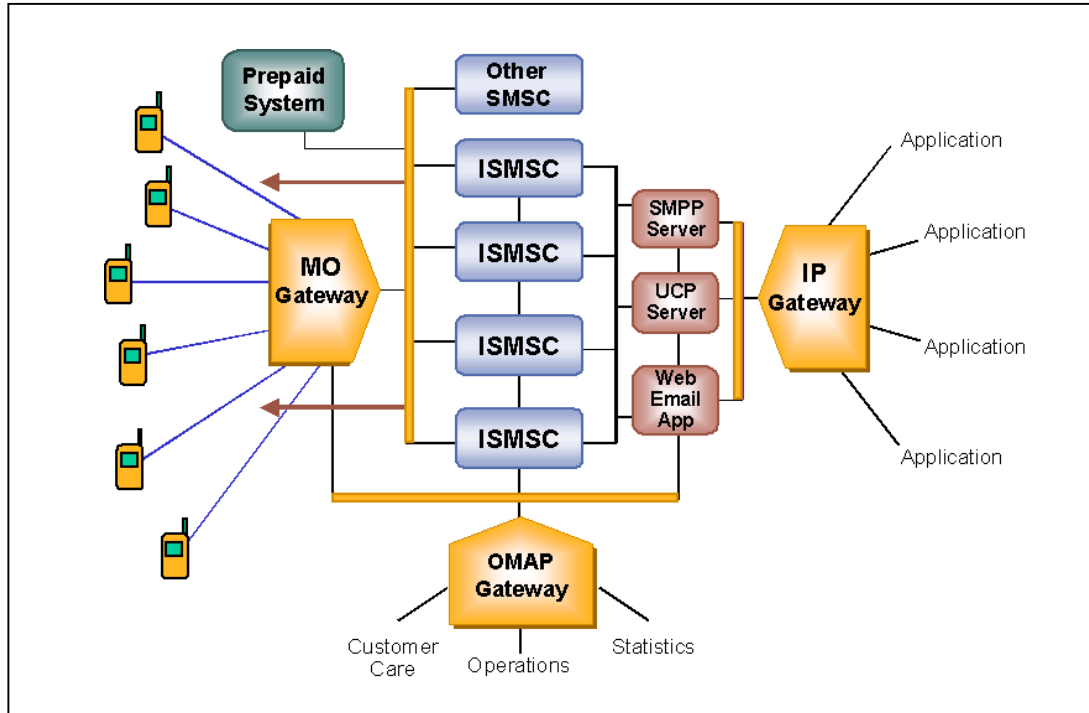 Prepaid
System
Other
SMSC
ISMSC
ISMSC
ISMSC
ISMSC
MO
Gateway
SMPP
Server
UCP
Server
Web
Email
App
IP
Gateway
Application
Application
Application
Application
OMAP
Gateway
Customer
Care
Operations
Statistics